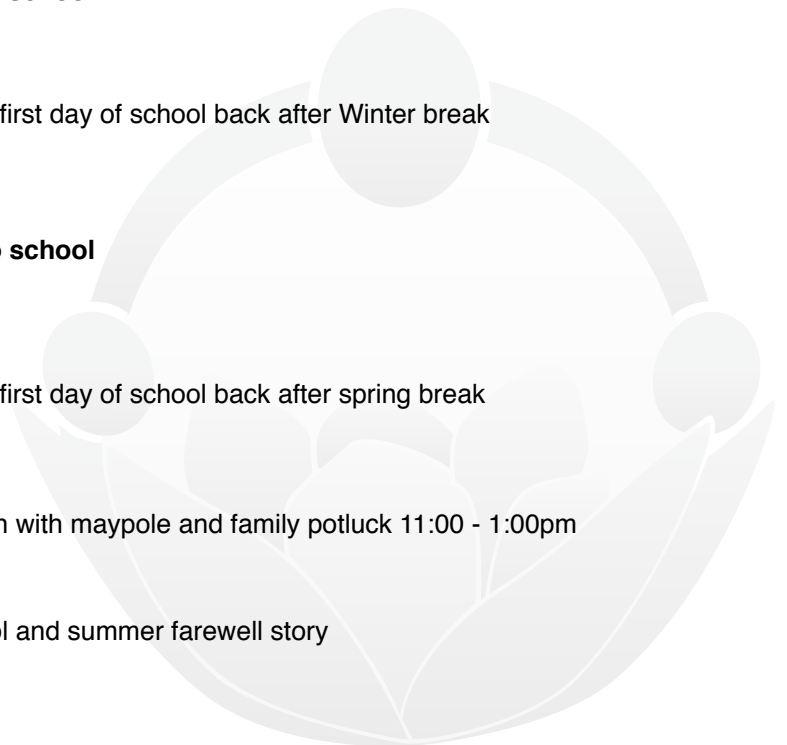 first day of school back after Winter break
school
first day of school back after spring break
with maypole and family potluck 11:00 - 1:00pm
and summer farewell story